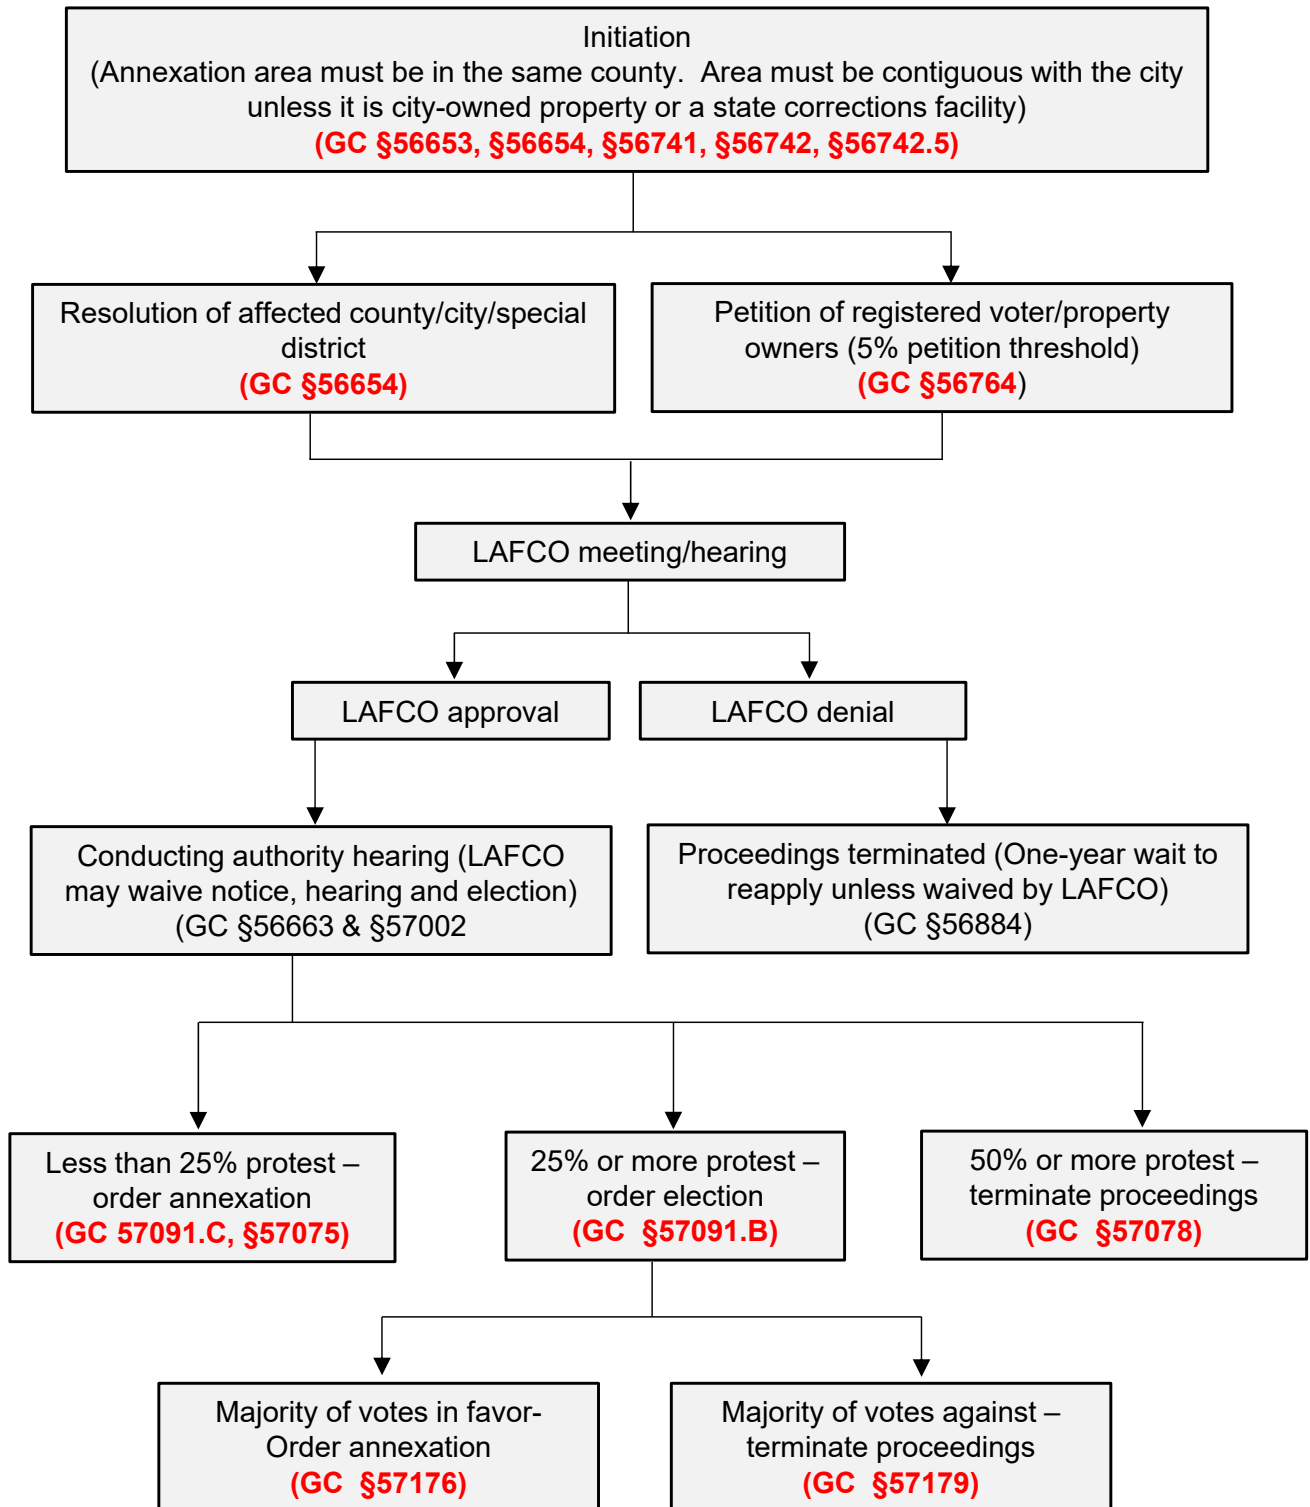 Initiation
(Annexation area must be in the same county.  Area must be contiguous with the city
unless it is city-owned property or a state corrections facility)
(GC §56653, §56654, §56741, §56742, §56742.5)
Resolution of affected county/city/special
district
(GC §56654)
Petition of registered voter/property
owners (5% petition threshold)
(GC §56764)
LAFCO meeting/hearing
LAFCO approval
LAFCO denial
Conducting authority hearing (LAFCO
may waive notice, hearing and election)
(GC §56663 & §57002
Proceedings terminated (One-year wait to
reapply unless waived by LAFCO)
(GC §56884)
Less than 25% protest –
order annexation
(GC 57091.C, §57075)
25% or more protest –
order election
(GC  §57091.B)
50% or more protest –
terminate proceedings
(GC  §57078)
Majority of votes in favor-
Order annexation
(GC  §57176)
Majority of votes against –
terminate proceedings
(GC  §57179)